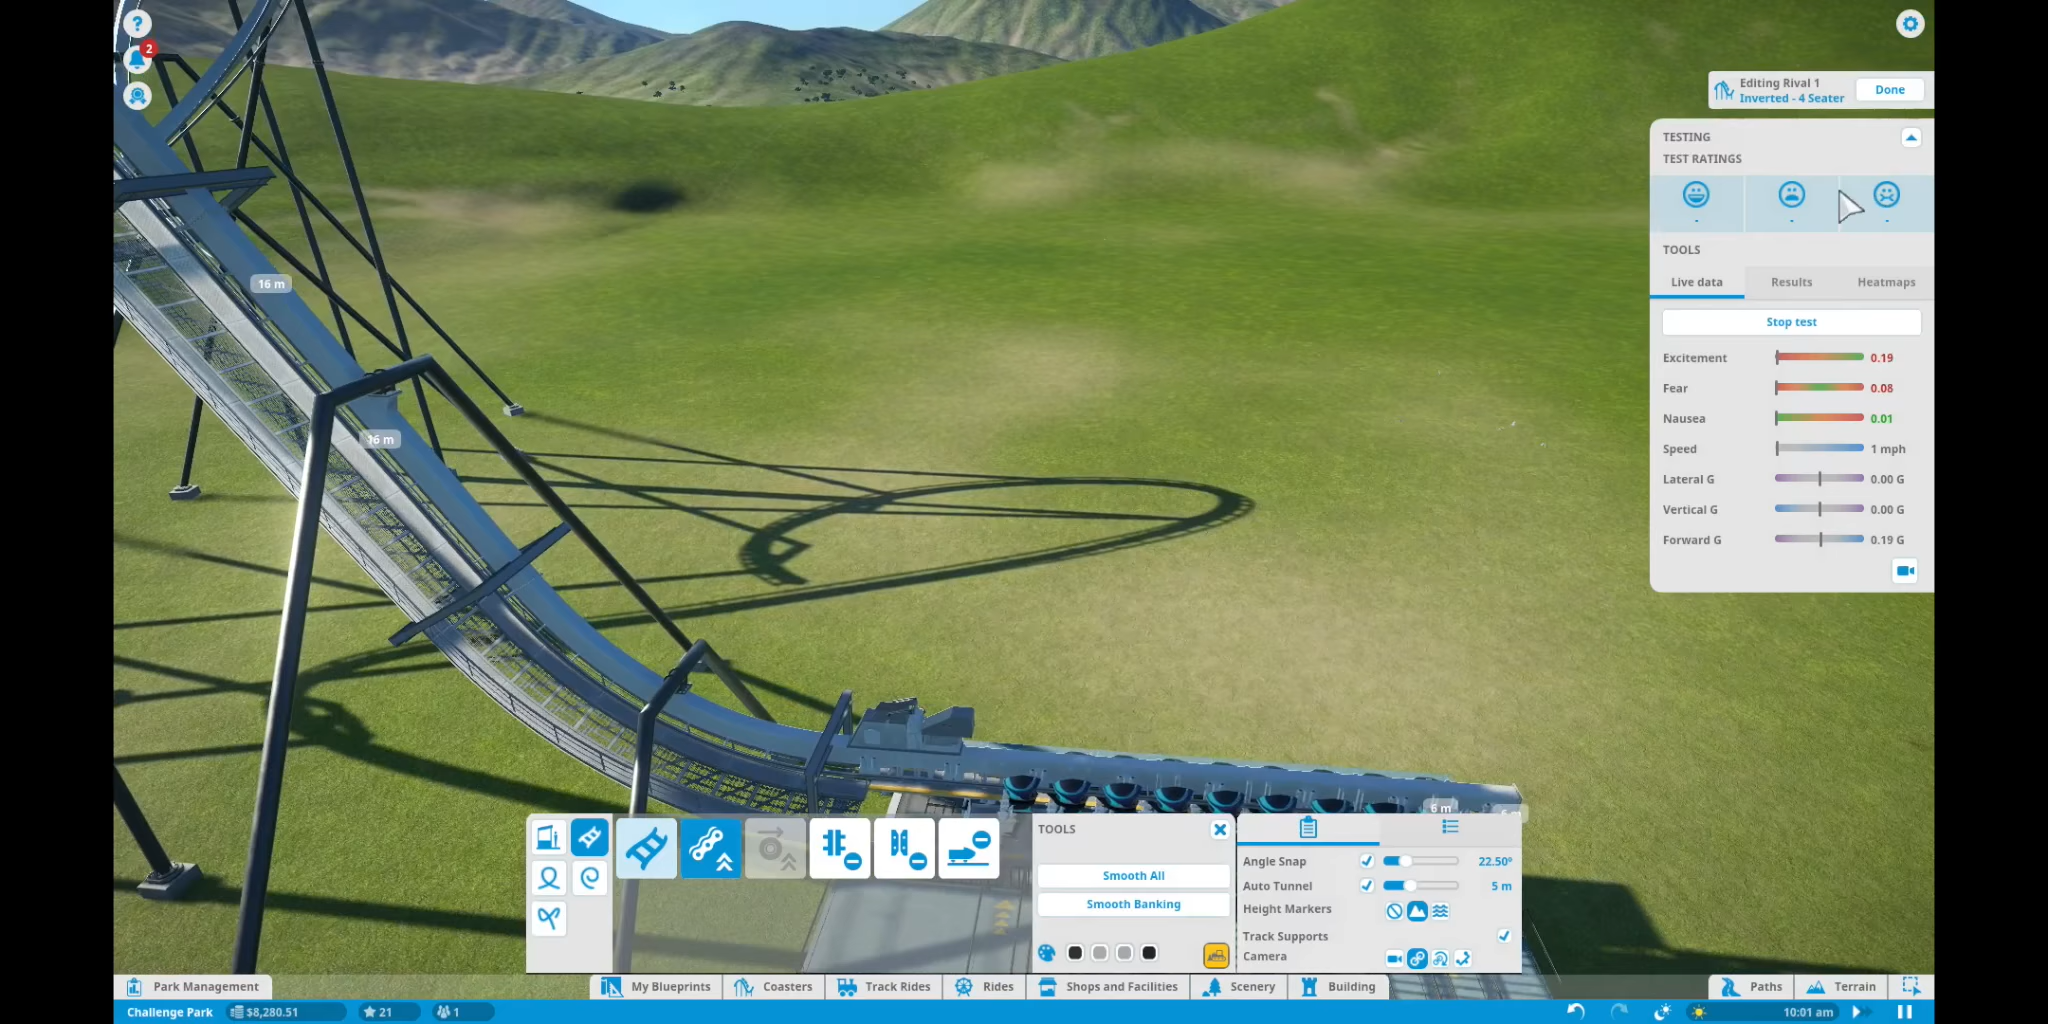 ?
2
Editing Rival 1
Inverted - 4 Seater
Done
TESTING
TEST RATINGS
- - -
TOOLS
Live data Results Heatmaps
Stop test
Excitement 0.19
Fear 0.08
Nausea 0.01
Speed 1 mph
Lateral G 0.00 G
Vertical G 0.00 G
Forward G 0.19 G
16 m
16 m
6 m
TOOLS
Smooth All
Smooth Banking
Angle Snap 22.50°
Auto Tunnel 5 m
Height Markers
Track Supports
Camera
Park Management
My Blueprints
Coasters
Track Rides
Rides
Shops and Facilities
Scenery
Building
Paths
Terrain
Challenge Park $8,280.51 21 1
10:01 am